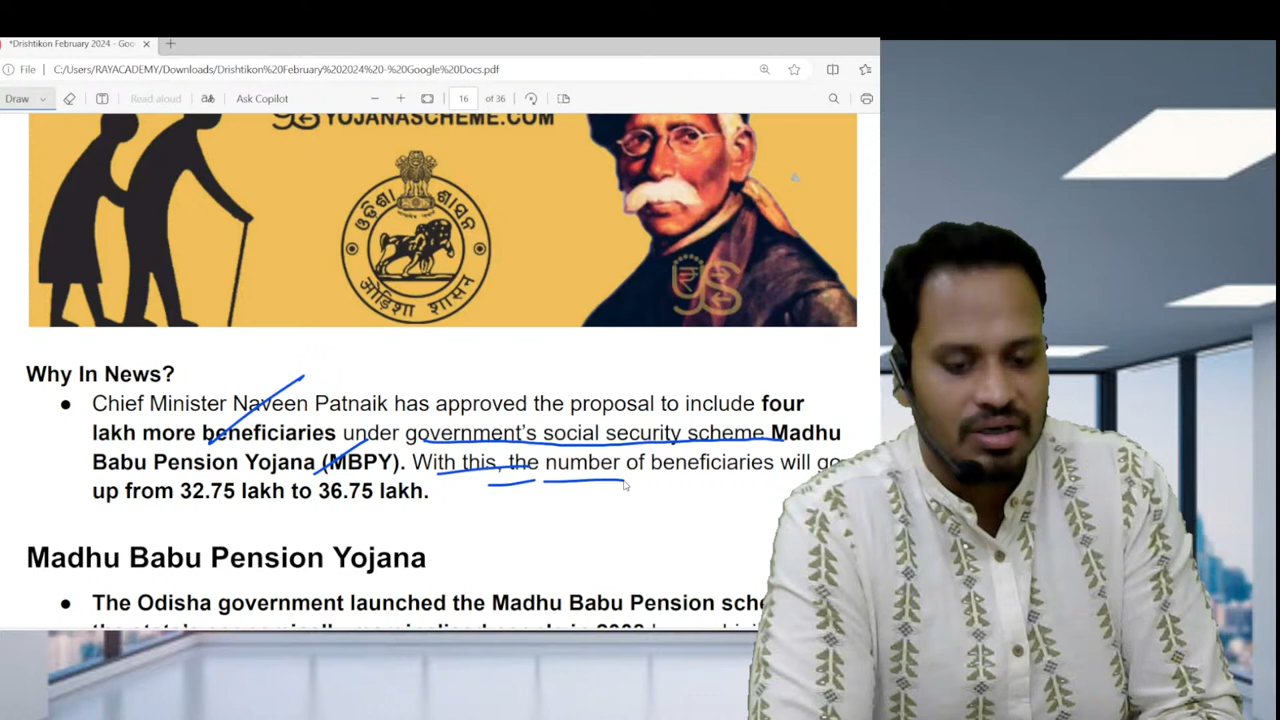 *Drishtikon February 2024 - Goo
File C:/Users/RAYACADEMY/Downloads/Drishtikon%20February%202024%20-%20Google%20Docs.pdf
Draw Read aloud Ask Copilot 16 of 36
YOJANASCHEME.COM
ଓଡ଼ିଶା ଶାସନ
ओड़िशा शासन
Why In News?
● Chief Minister Naveen Patnaik has approved the proposal to include four
lakh more beneficiaries under government's social security scheme Madhu
Babu Pension Yojana (MBPY). With this, the number of beneficiaries will go
up from 32.75 lakh to 36.75 lakh.
Madhu Babu Pension Yojana
● The Odisha government launched the Madhu Babu Pension